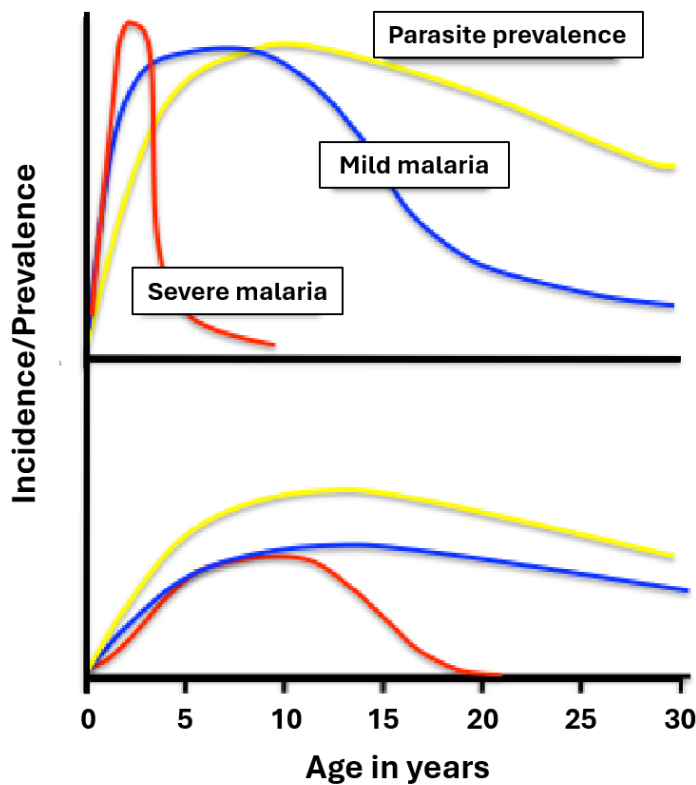 Parasite prevalence
Mild malaria
Severe malaria
Incidence/Prevalence
0 5 10 15 20 25 30
Age in years